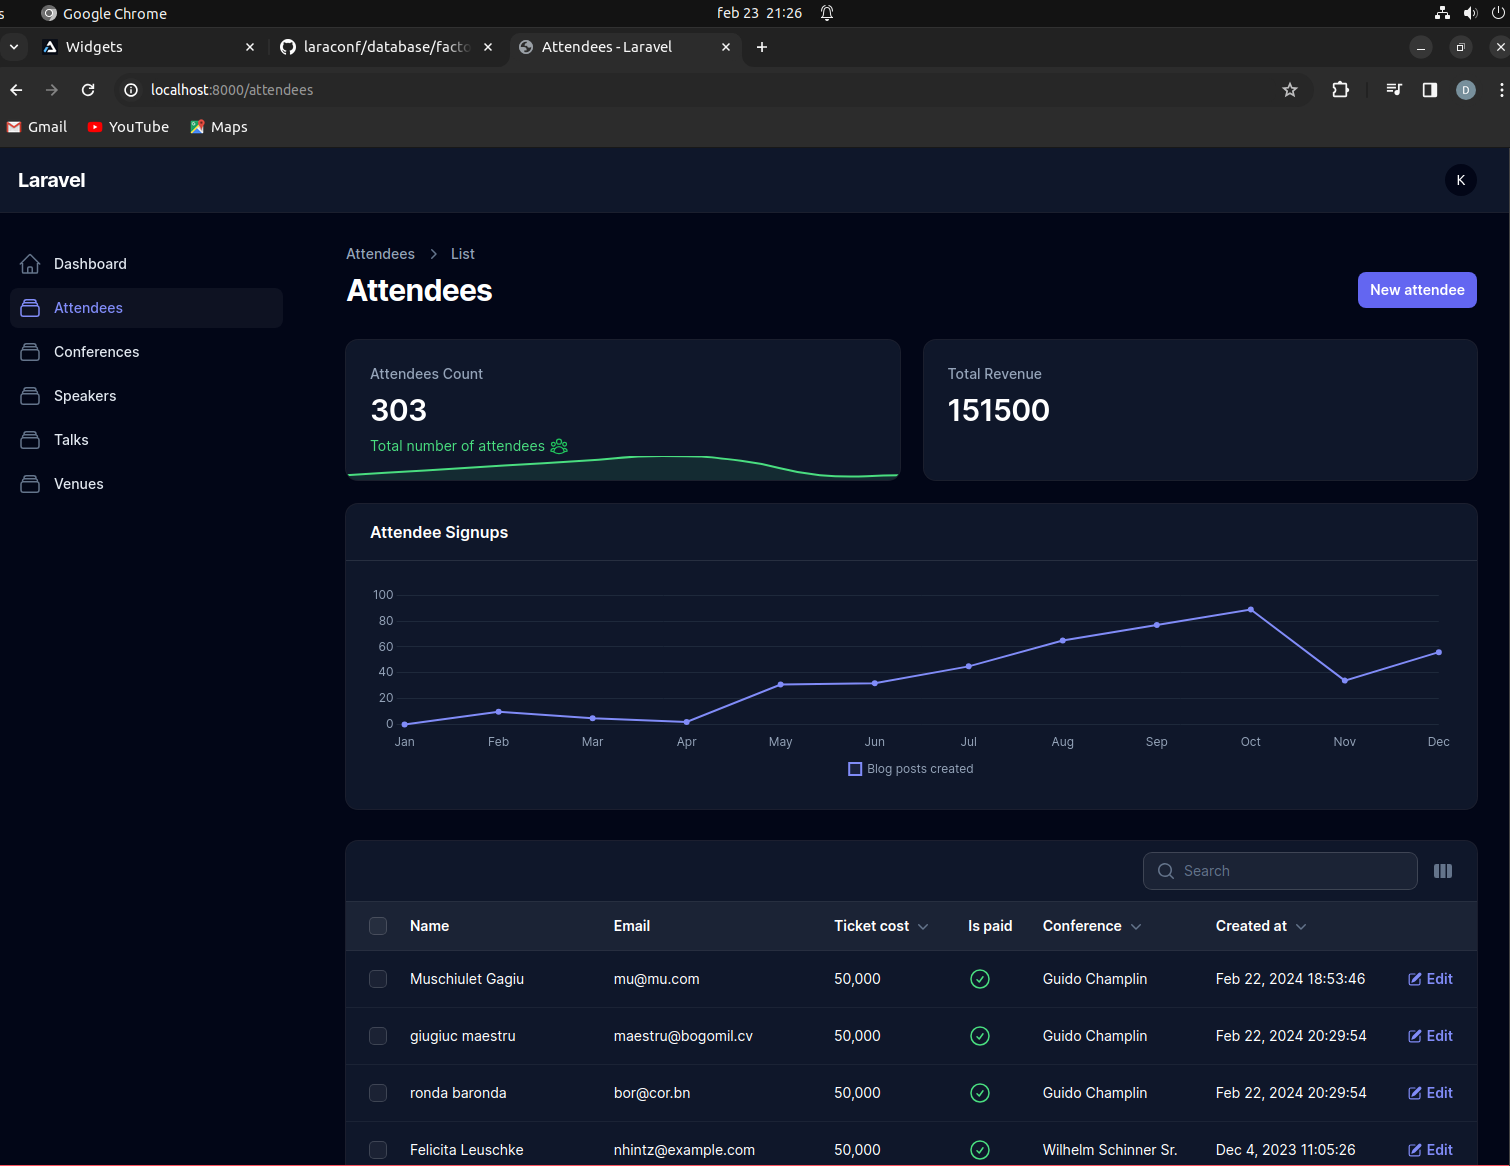 s Google Chrome feb 23 21:26
Widgets laraconf/database/facto Attendees - Laravel
localhost:8000/attendees D
Gmail YouTube Maps
Laravel K
Dashboard
Attendees
Conferences
Speakers
Talks
Venues
Attendees > List
Attendees
New attendee
Attendees Count
303
Total number of attendees
Total Revenue
151500
Attendee Signups
100
80
60
40
20
0
Jan Feb Mar Apr May Jun Jul Aug Sep Oct Nov Dec
Blog posts created
Search
Name Email Ticket cost Is paid Conference Created at
Muschiulet Gagiu mu@mu.com 50,000 Guido Champlin Feb 22, 2024 18:53:46 Edit
giugiuc maestru maestru@bogomil.cv 50,000 Guido Champlin Feb 22, 2024 20:29:54 Edit
ronda baronda bor@cor.bn 50,000 Guido Champlin Feb 22, 2024 20:29:54 Edit
Felicita Leuschke nhintz@example.com 50,000 Wilhelm Schinner Sr. Dec 4, 2023 11:05:26 Edit